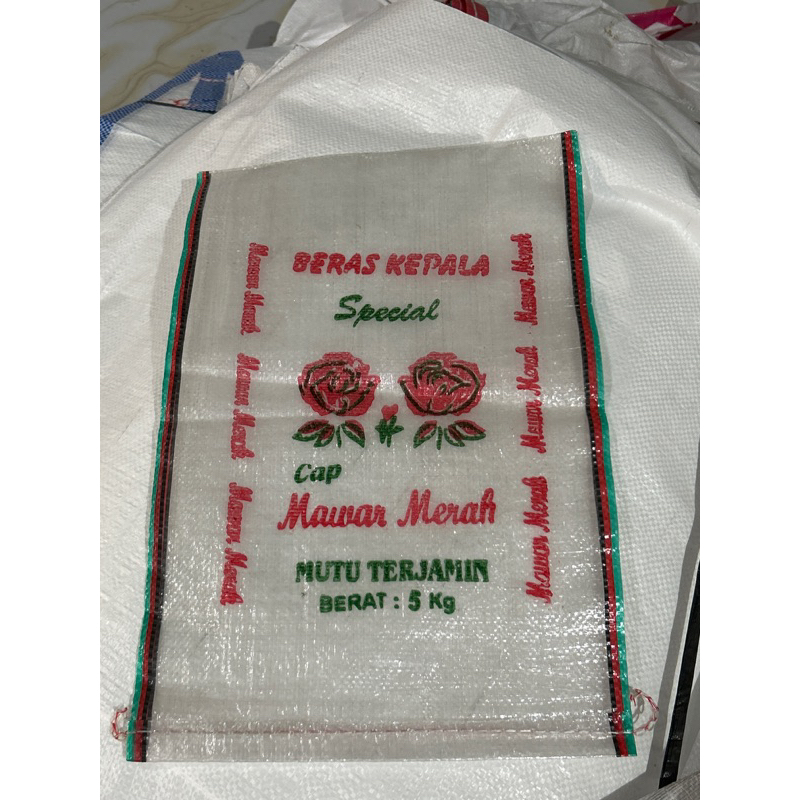 BERAS KEPALA
Special
Cap
Mawar Merah
MUTU TERJAMIN
BERAT : 5 Kg
Mawar Merah
Mawar Merah
Mawar Merah
Mawar Merah
Mawar Merah
Mawar Merah